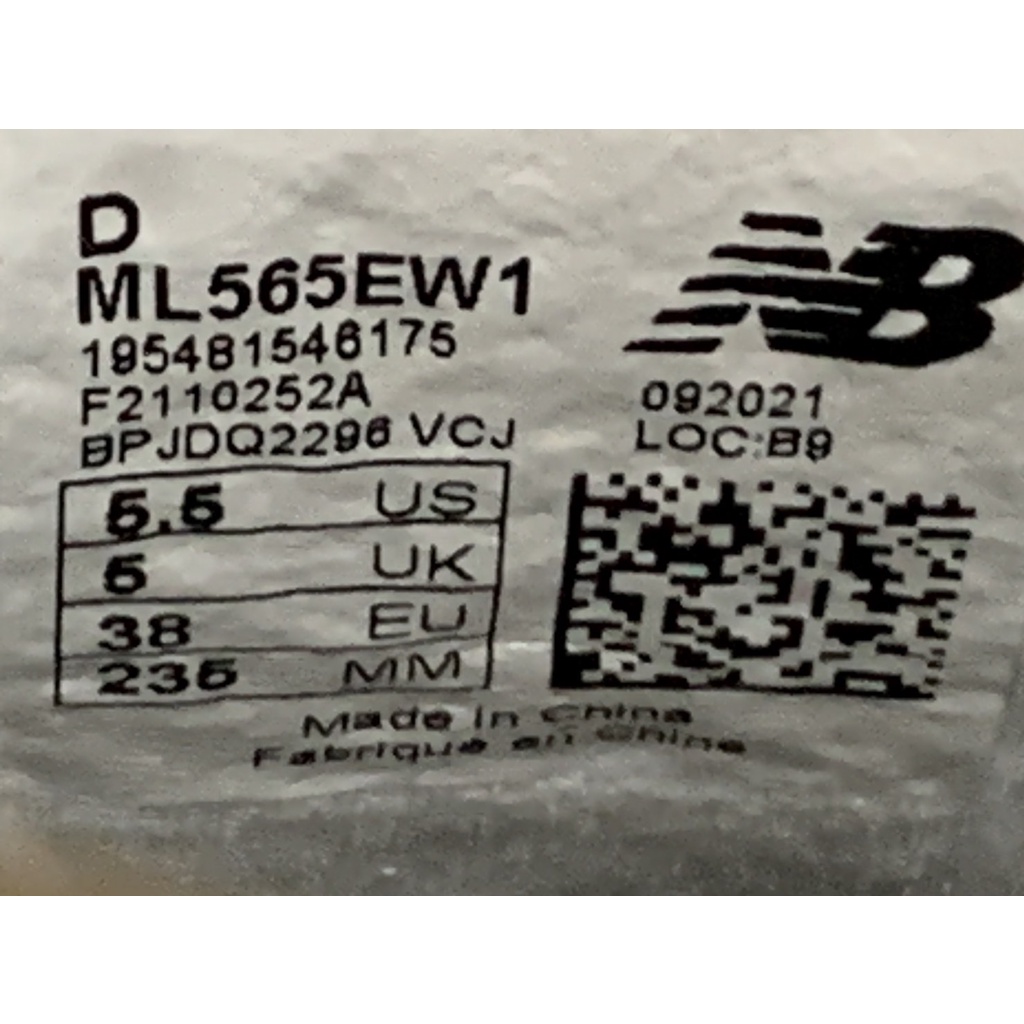 D
ML565EW1
195481546175
F2110252A
BPJDQ2296 VCJ
NB
092021
LOC:B9
5.5 US
5 UK
38 EU
235 MM
Made in China
Fabriqué en Chine